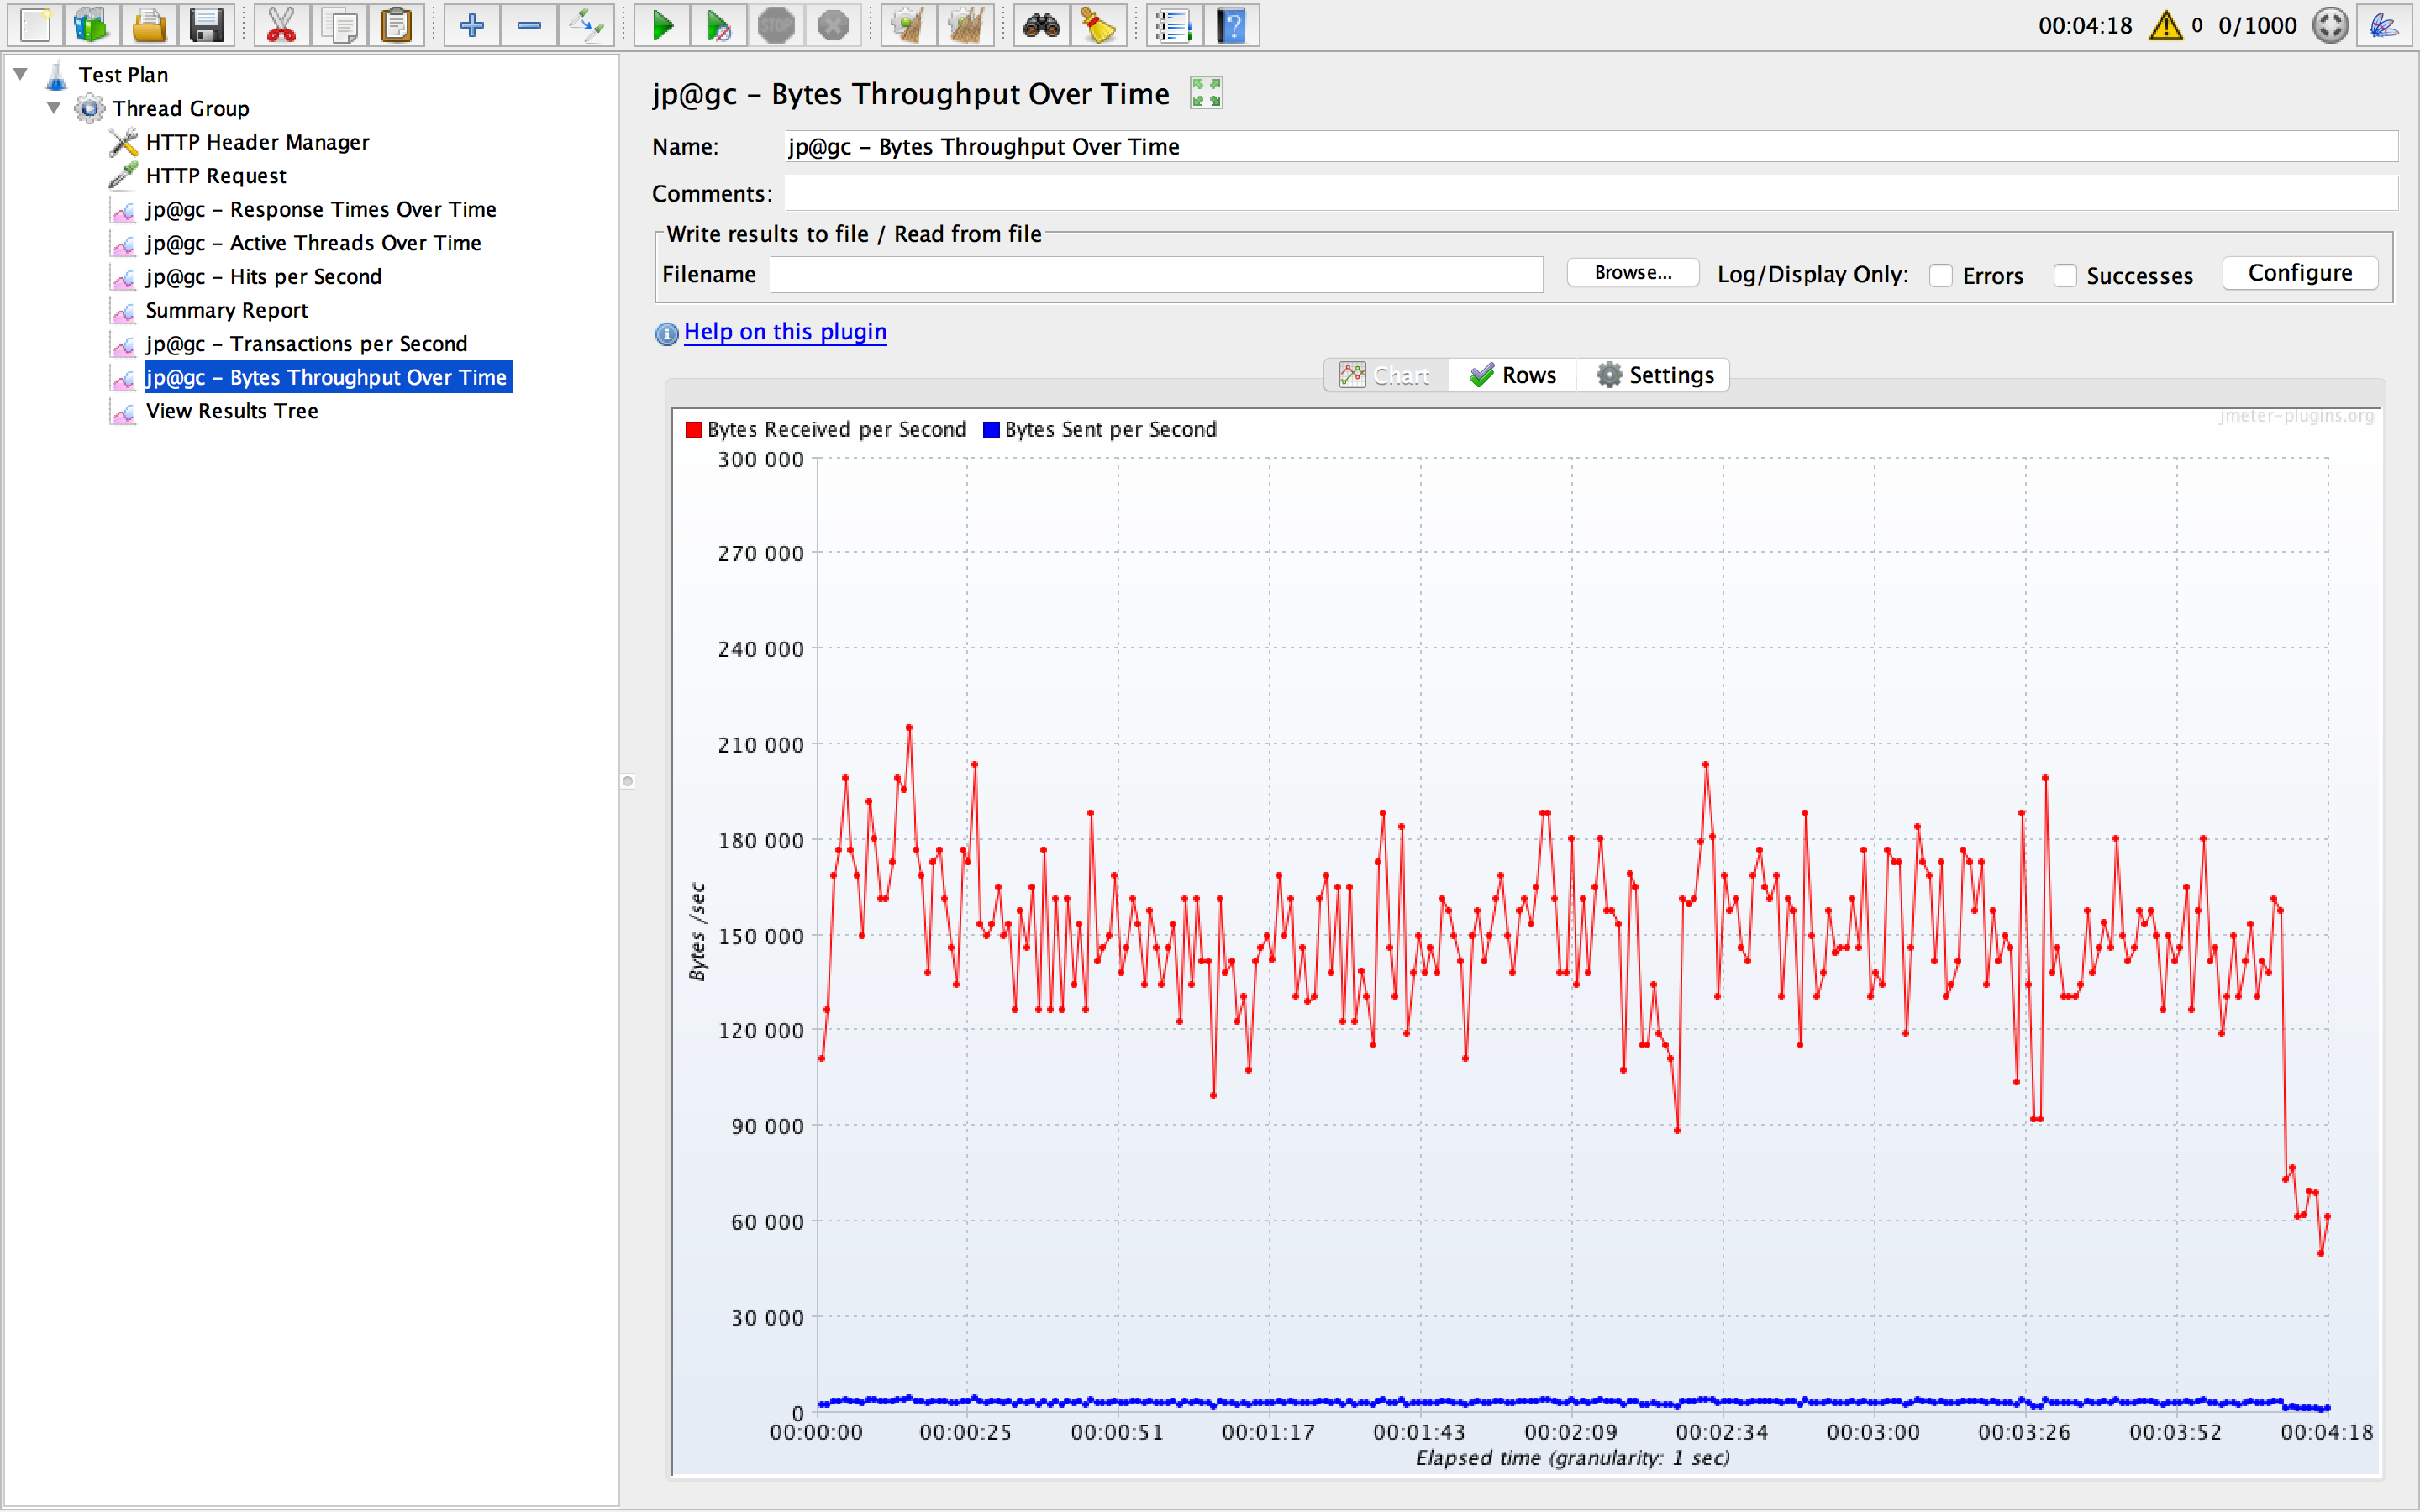 STOP
00:04:18 0 0/1000
Test Plan
Thread Group
HTTP Header Manager
HTTP Request
jp@gc – Response Times Over Time
jp@gc – Active Threads Over Time
jp@gc – Hits per Second
Summary Report
jp@gc – Transactions per Second
jp@gc – Bytes Throughput Over Time
View Results Tree
jp@gc – Bytes Throughput Over Time
Name: jp@gc – Bytes Throughput Over Time
Comments:
Write results to file / Read from file
Filename Browse... Log/Display Only: Errors Successes Configure
Help on this plugin
Chart Rows Settings
jmeter-plugins.org
Bytes Received per Second Bytes Sent per Second
300 000
270 000
240 000
210 000
180 000
150 000
120 000
90 000
60 000
30 000
0
Bytes /sec
00:00:00 00:00:25 00:00:51 00:01:17 00:01:43 00:02:09 00:02:34 00:03:00 00:03:26 00:03:52 00:04:18
Elapsed time (granularity: 1 sec)